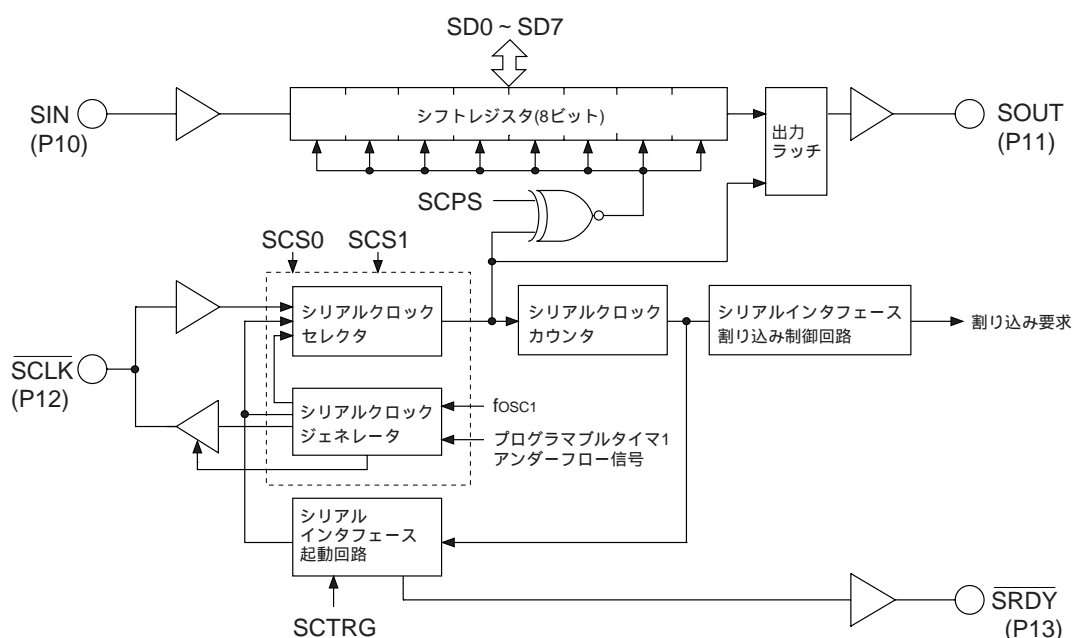 SD0 ~ SD7
SIN
(P10)
シフトレジスタ(8ビット)
出力
ラッチ
SOUT
(P11)
SCPS
SCS0
SCS1
シリアルクロック
セレクタ
シリアルクロック
カウンタ
シリアルインタフェース
割り込み制御回路
割り込み要求
SCLK
(P12)
シリアルクロック
ジェネレータ
fOSC1
プログラマブルタイマ1
アンダーフロー信号
シリアル
インタフェース
起動回路
SCTRG
SRDY
(P13)